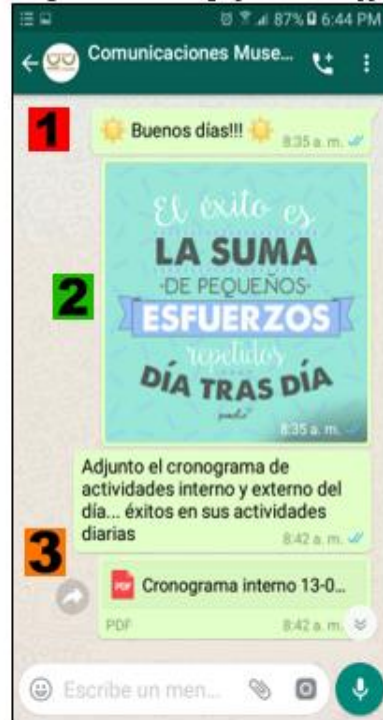 87% 6:44 PM
Comunicaciones Muse...
1
Buenos días!!!
8:35 a. m.
2
El éxito es
LA SUMA
-DE PEQUEÑOS-
ESFUERZOS
repetidos
DÍA TRAS DÍA
8:35 a. m.
Adjunto el cronograma de
actividades interno y externo del
día... éxitos en sus actividades
diarias
8:42 a. m.
3
PDF
Cronograma interno 13-0...
PDF
8:42 a. m.
Escribe un men...